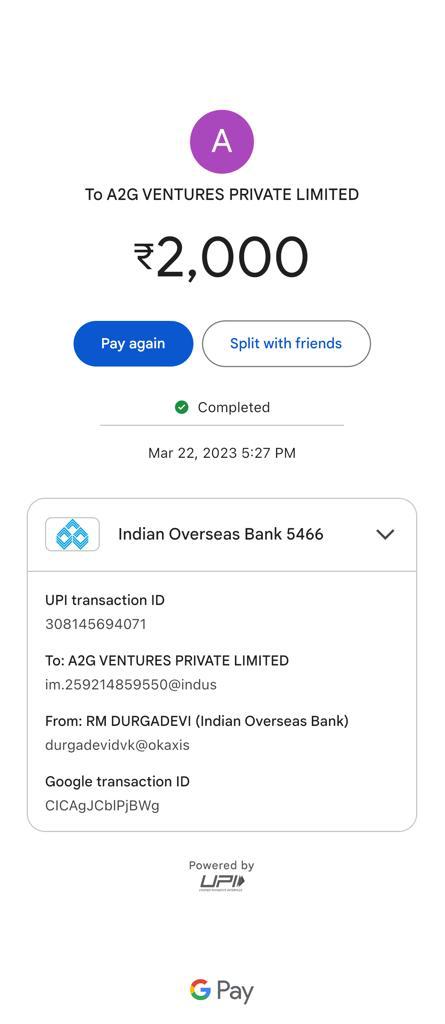 A
To A2G VENTURES PRIVATE LIMITED
₹2,000
Pay again
Split with friends
Completed
Mar 22, 2023 5:27 PM
Indian Overseas Bank 5466
UPI transaction ID
308145694071
To: A2G VENTURES PRIVATE LIMITED
im.259214859550@indus
From: RM DURGADEVI (Indian Overseas Bank)
durgadevidvk@okaxis
Google transaction ID
CICAgJCblPjBWg
Powered by
UPI
G Pay